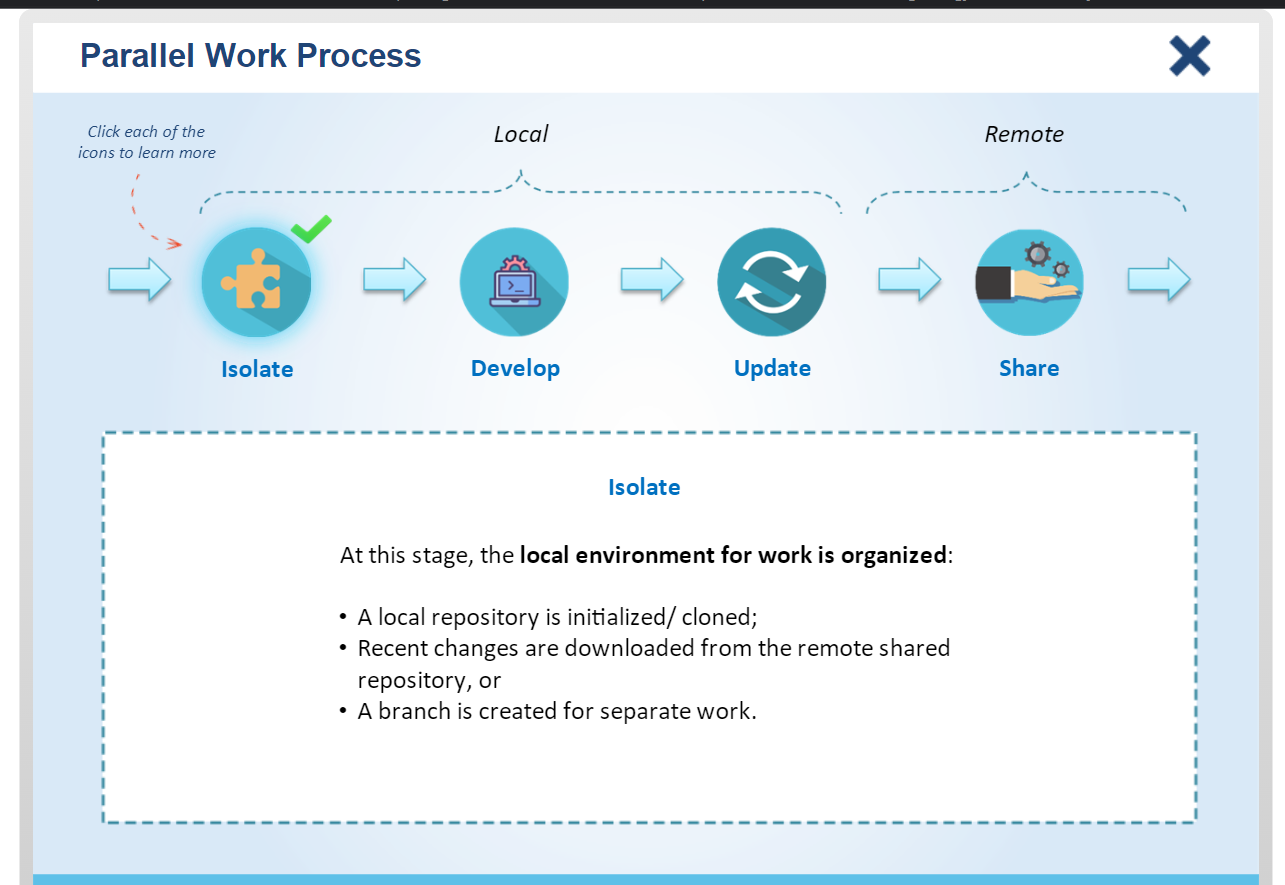 Parallel Work Process
Click each of the
icons to learn more
Local
Remote
Isolate
Develop
Update
Share
Isolate
At this stage, the local environment for work is organized:
• A local repository is initialized/ cloned;
• Recent changes are downloaded from the remote shared
repository, or
• A branch is created for separate work.